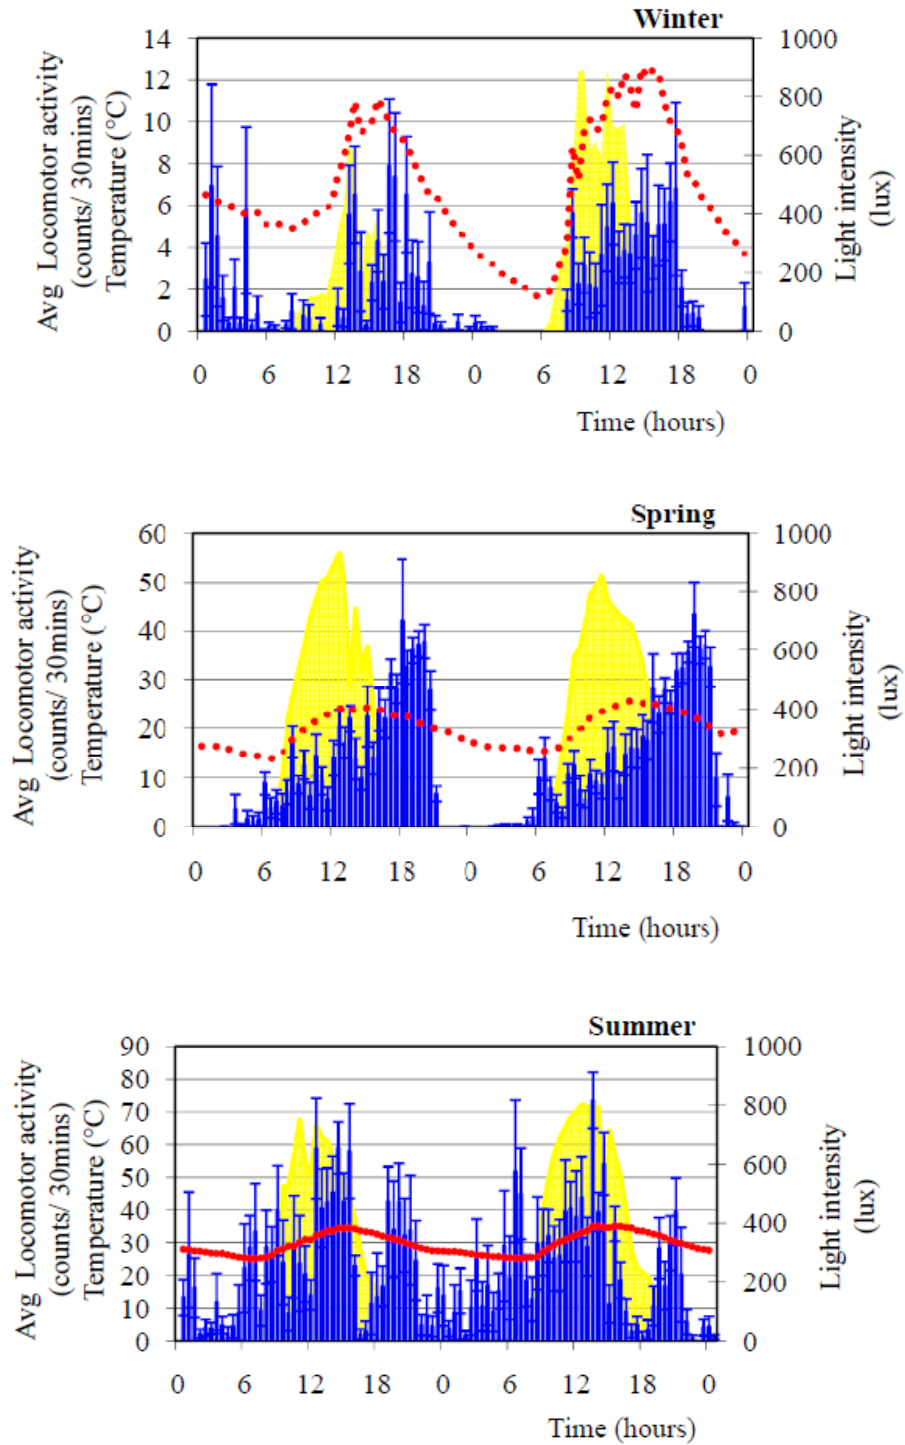 Winter
Avg Locomotor activity
(counts/ 30mins)
Temperature (°C)
14
12
10
8
6
4
2
0
1000
800
600
400
200
0
Light intensity
(lux)
0 6 12 18 0 6 12 18 0
Time (hours)
Spring
Avg Locomotor activity
(counts/ 30mins)
Temperature (°C)
60
50
40
30
20
10
0
1000
800
600
400
200
0
Light intensity
(lux)
0 6 12 18 0 6 12 18 0
Time (hours)
Summer
Avg Locomotor activity
(counts/ 30mins)
Temperature (°C)
90
80
70
60
50
40
30
20
10
0
1000
800
600
400
200
0
Light intensity
(lux)
0 6 12 18 0 6 12 18 0
Time (hours)